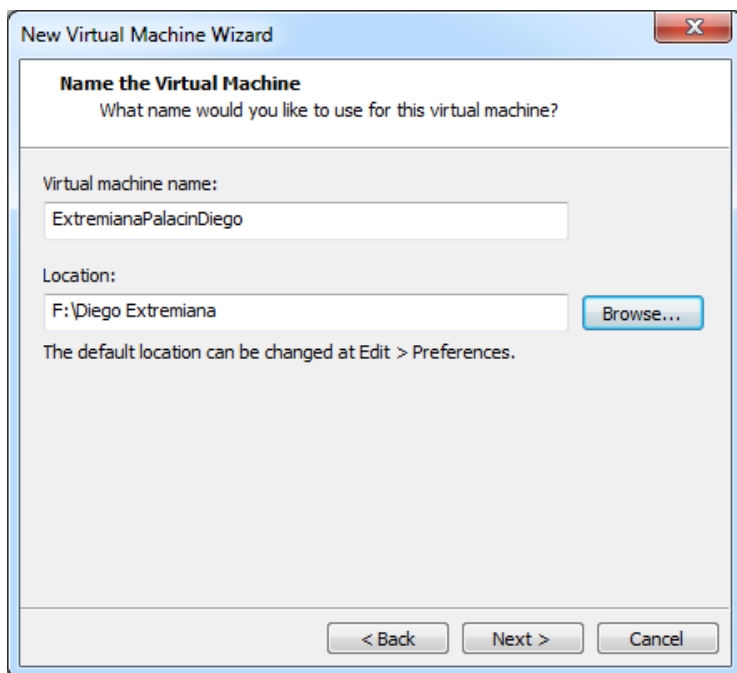 New Virtual Machine Wizard
Name the Virtual Machine
What name would you like to use for this virtual machine?
Virtual machine name:
ExtremianaPalacinDiego
Location:
F:\Diego Extremiana
Browse...
The default location can be changed at Edit > Preferences.
< Back
Next >
Cancel